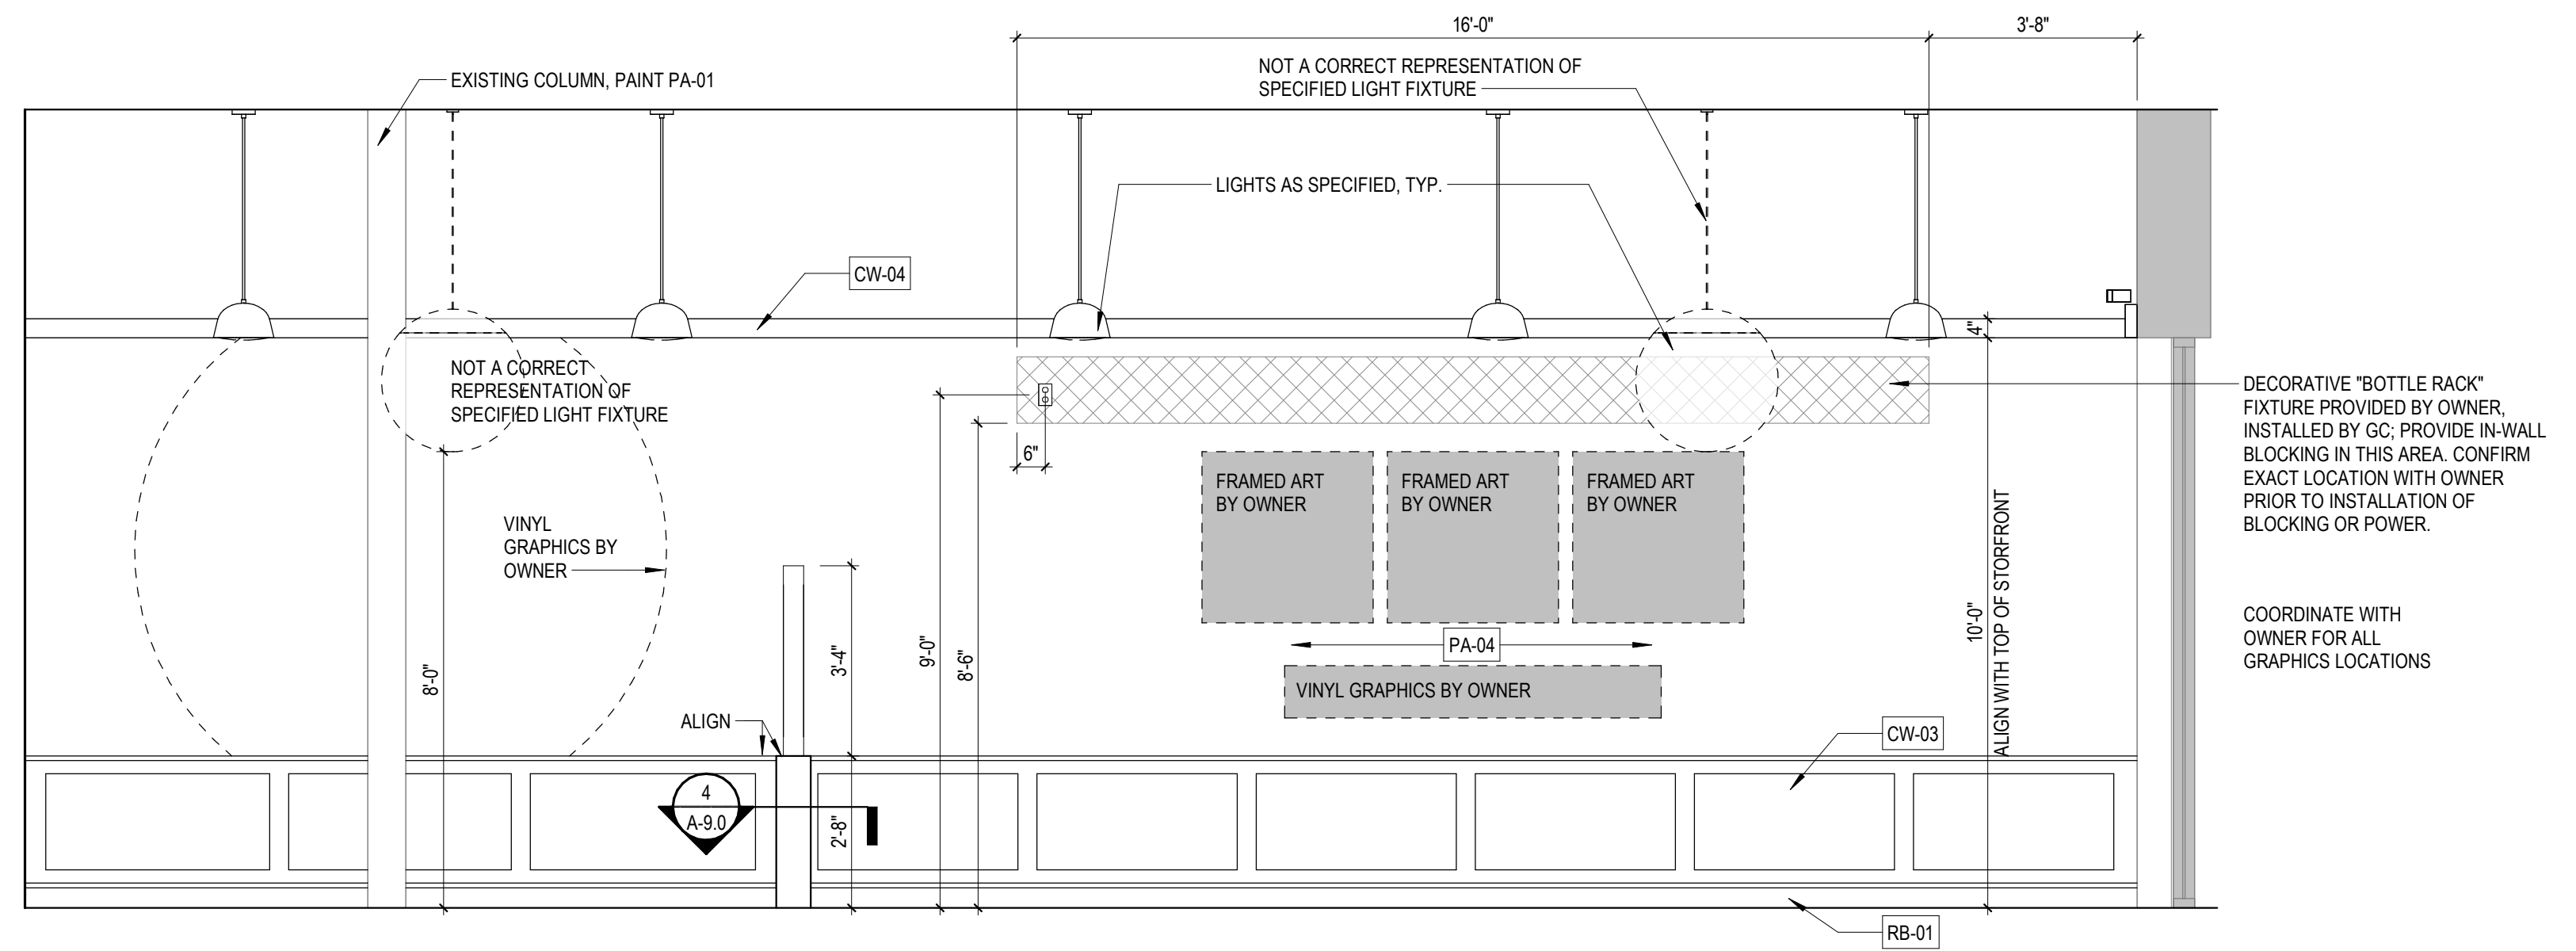 16'-0"
3'-8"
EXISTING COLUMN, PAINT PA-01
NOT A CORRECT REPRESENTATION OF
SPECIFIED LIGHT FIXTURE
LIGHTS AS SPECIFIED, TYP.
CW-04
4"
NOT A CORRECT
REPRESENTATION OF
SPECIFIED LIGHT FIXTURE
DECORATIVE "BOTTLE RACK"
FIXTURE PROVIDED BY OWNER,
INSTALLED BY GC; PROVIDE IN-WALL
BLOCKING IN THIS AREA. CONFIRM
EXACT LOCATION WITH OWNER
PRIOR TO INSTALLATION OF
BLOCKING OR POWER.
6"
FRAMED ART
BY OWNER
FRAMED ART
BY OWNER
FRAMED ART
BY OWNER
VINYL
GRAPHICS BY
OWNER
8'-0"
3'-4"
9'-0"
8'-6"
10'-0"
ALIGN WITH TOP OF STORFRONT
COORDINATE WITH
OWNER FOR ALL
GRAPHICS LOCATIONS
PA-04
VINYL GRAPHICS BY OWNER
ALIGN
CW-03
4
A-9.0
2'-8"
RB-01